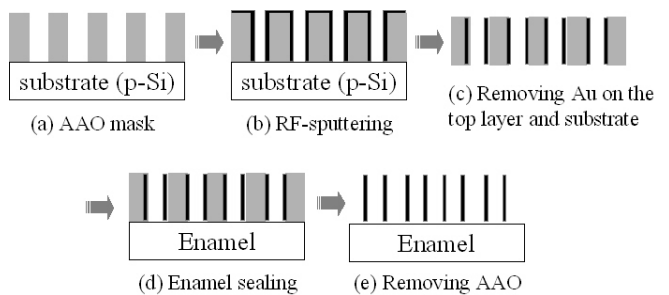 substrate (p-Si)
substrate (p-Si)
(a) AAO mask
(b) RF-sputtering
(c) Removing Au on the
top layer and substrate
Enamel
Enamel
(d) Enamel sealing
(e) Removing AAO